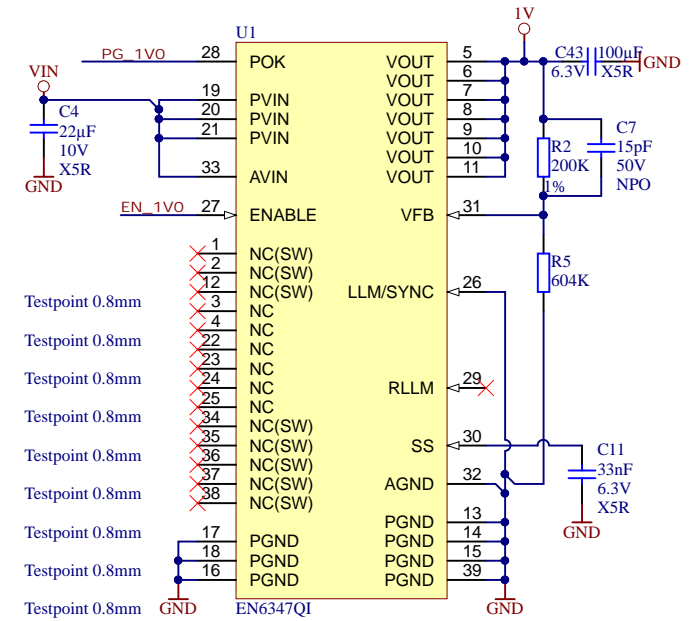 1V
U1
PG_1V0
28
POK
VOUT
5
C43
100µF
6.3V
X5R
GND
VIN
VOUT
6
19
PVIN
VOUT
7
C4
22µF
10V
X5R
GND
20
PVIN
VOUT
8
21
PVIN
VOUT
9
VOUT
10
33
AVIN
VOUT
11
R2
200K
1%
C7
15pF
50V
NPO
EN_1V0
27
ENABLE
VFB
31
1
NC(SW)
2
NC(SW)
R5
604K
12
NC(SW)
LLM/SYNC
26
Testpoint 0.8mm
3
NC
4
NC
Testpoint 0.8mm
22
NC
23
NC
Testpoint 0.8mm
24
NC
RLLM
29
25
NC
Testpoint 0.8mm
34
NC(SW)
35
NC(SW)
SS
30
C11
33nF
6.3V
X5R
GND
Testpoint 0.8mm
36
NC(SW)
37
NC(SW)
AGND
32
Testpoint 0.8mm
38
NC(SW)
PGND
13
Testpoint 0.8mm
17
PGND
PGND
14
18
PGND
PGND
15
Testpoint 0.8mm
16
PGND
PGND
39
Testpoint 0.8mm
GND
EN6347QI
GND